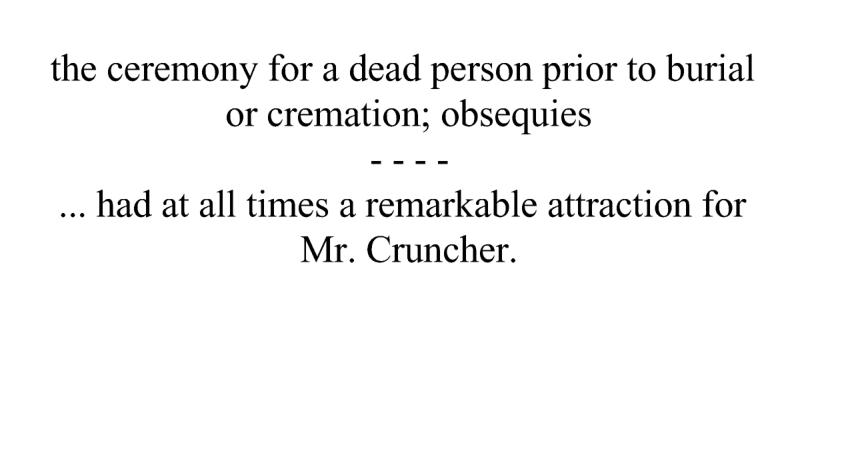 the ceremony for a dead person prior to burial
or cremation; obsequies
- - - -
... had at all times a remarkable attraction for
Mr. Cruncher.